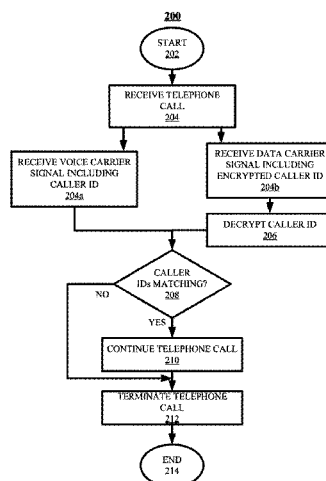 200
START
202
RECEIVE TELEPHONE
CALL
204
RECEIVE VOICE CARRIER
SIGNAL INCLUDING
CALLER ID
204a
RECEIVE DATA CARRIER
SIGNAL INCLUDING
ENCRYPTED CALLER ID
204b
DECRYPT CALLER ID
206
CALLER
IDs MATCHING?
208
NO
YES
CONTINUE TELEPHONE CALL
210
TERMINATE TELEPHONE
CALL
212
END
214